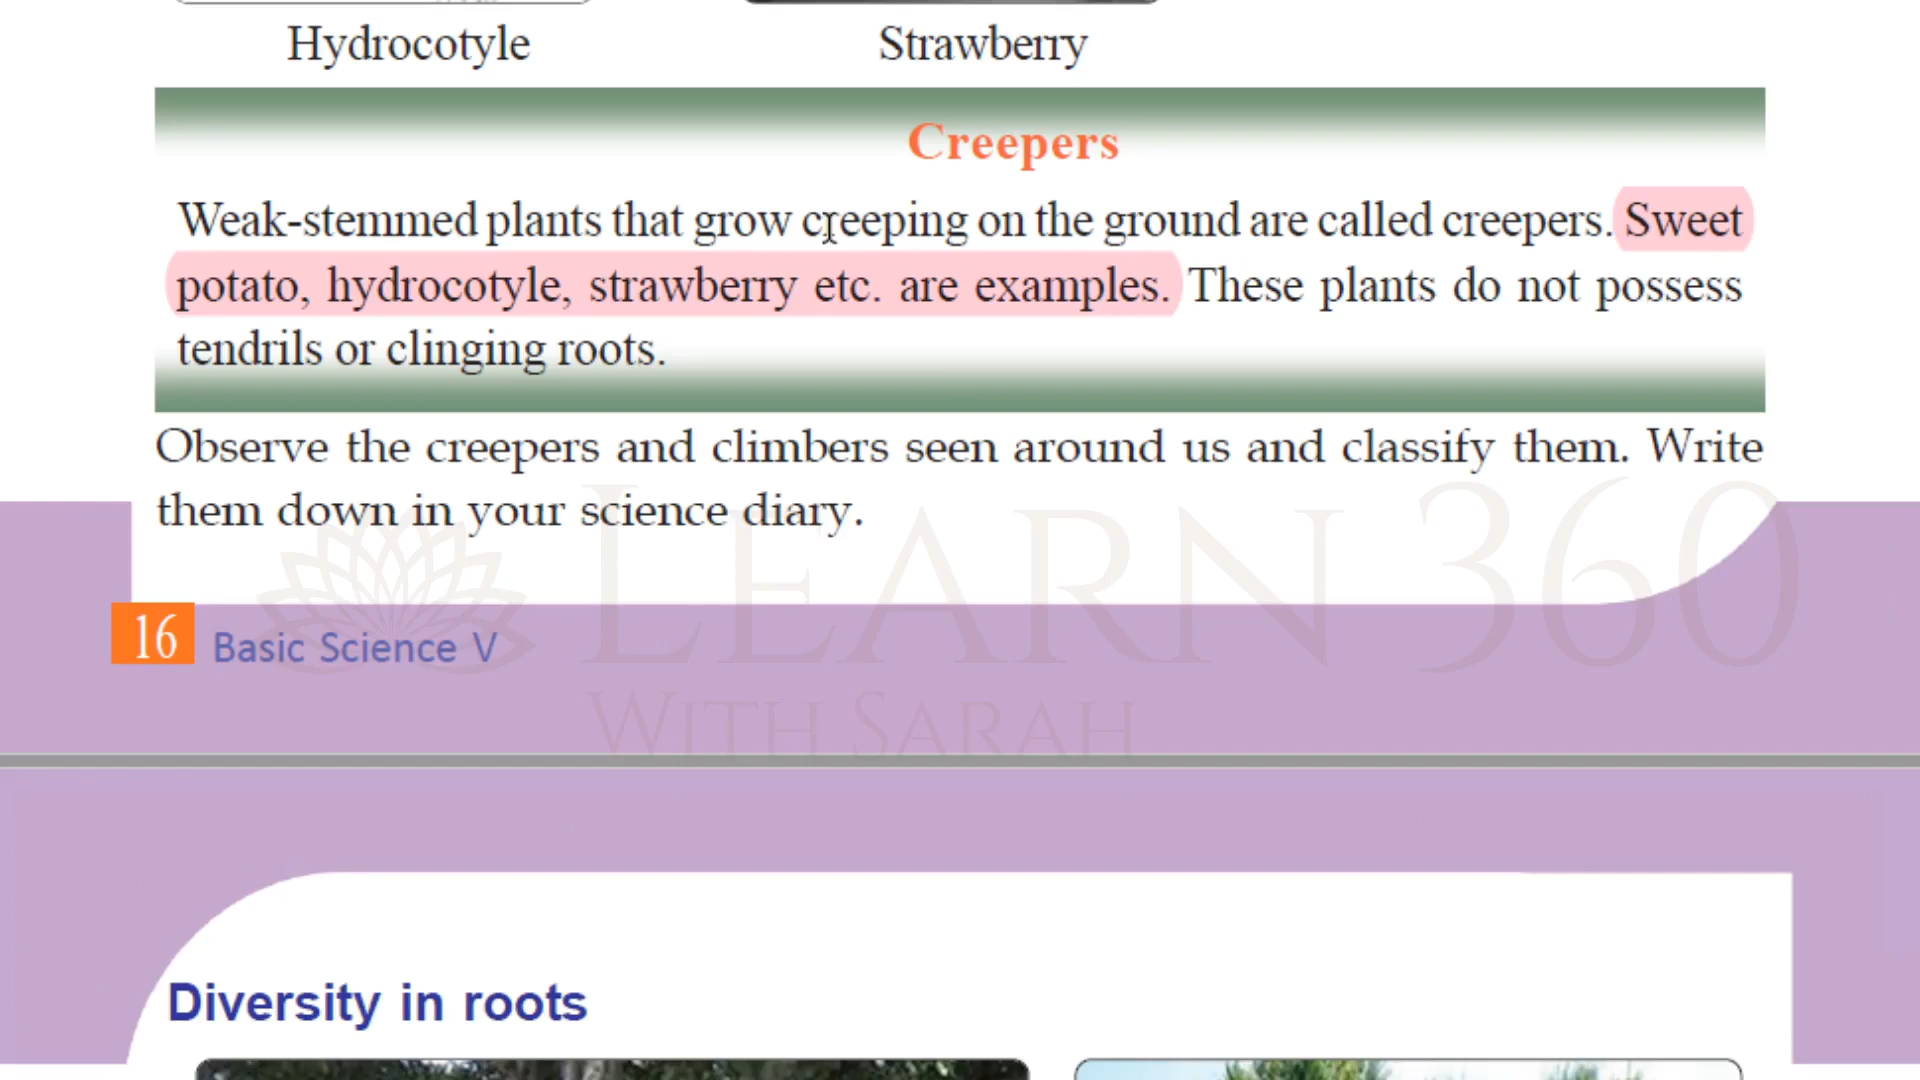 Hydrocotyle
Strawberry
Creepers
Weak-stemmed plants that grow creeping on the ground are called creepers. Sweet
potato, hydrocotyle, strawberry etc. are examples. These plants do not possess
tendrils or clinging roots.
Observe the creepers and climbers seen around us and classify them. Write
them down in your science diary.
LEARN 360
WITH SARAH
16
Basic Science V
Diversity in roots